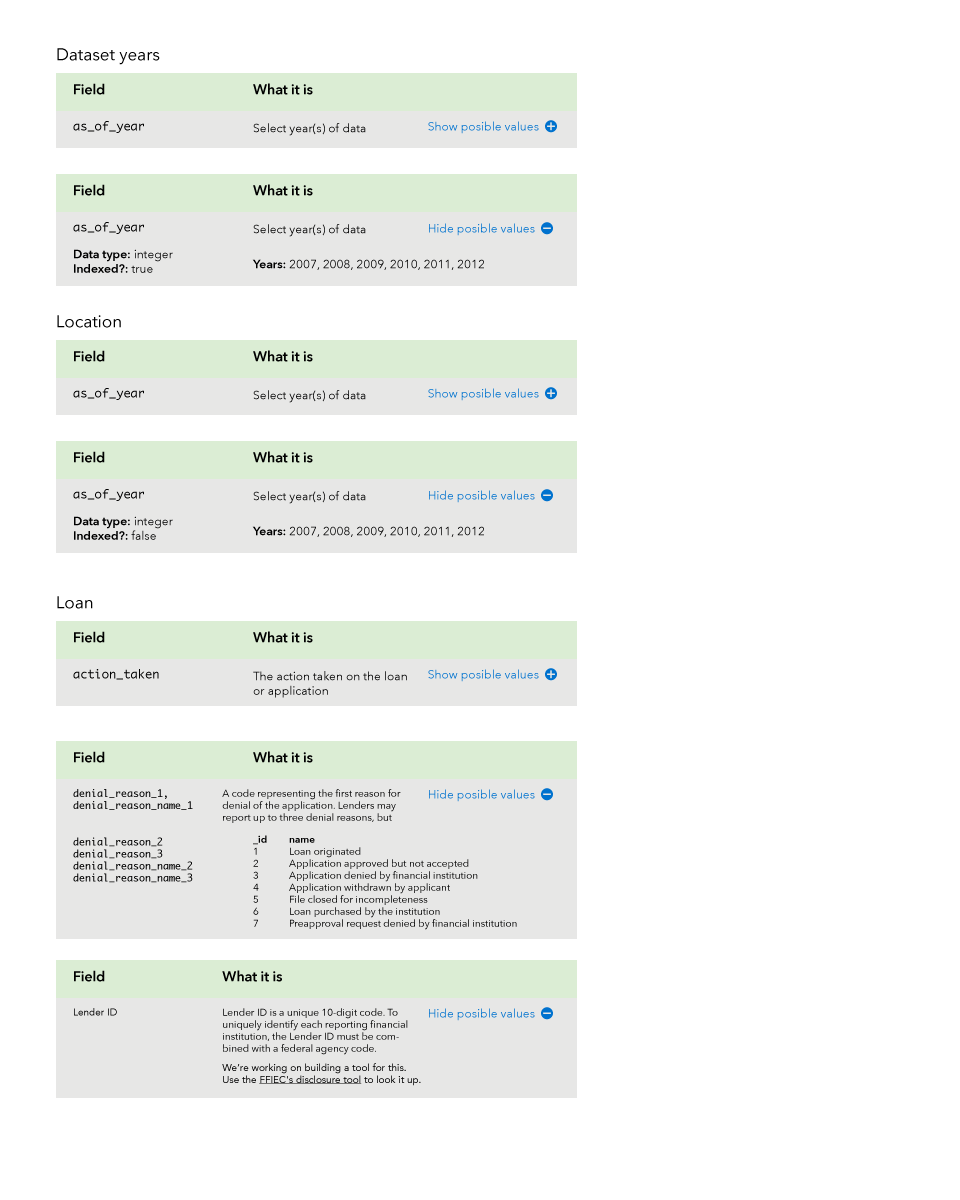 Dataset years
Field What it is
as_of_year Select year(s) of data Show posible values
Field What it is
as_of_year Select year(s) of data Hide posible values
Data type: integer
Indexed?: true
Years: 2007, 2008, 2009, 2010, 2011, 2012
Location
Field What it is
as_of_year Select year(s) of data Show posible values
Field What it is
as_of_year Select year(s) of data Hide posible values
Data type: integer
Indexed?: false
Years: 2007, 2008, 2009, 2010, 2011, 2012
Loan
Field What it is
action_taken The action taken on the loan Show posible values
or application
Field What it is
denial_reason_1, A code representing the first reason for Hide posible values
denial_reason_name_1 denial of the application. Lenders may
report up to three denial reasons, but
denial_reason_2
denial_reason_3
denial_reason_name_2
denial_reason_name_3
_id name
1 Loan originated
2 Application approved but not accepted
3 Application denied by financial institution
4 Application withdrawn by applicant
5 File closed for incompleteness
6 Loan purchased by the institution
7 Preapproval request denied by financial institution
Field What it is
Lender ID Lender ID is a unique 10-digit code. To Hide posible values
uniquely identify each reporting financial
institution, the Lender ID must be com-
bined with a federal agency code.
We're working on building a tool for this.
Use the FFIEC's disclosure tool to look it up.